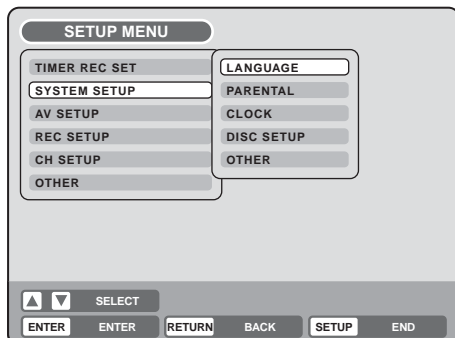 SETUP MENU
TIMER REC SET
SYSTEM SETUP
AV SETUP
REC SETUP
CH SETUP
OTHER
LANGUAGE
PARENTAL
CLOCK
DISC SETUP
OTHER
SELECT
ENTER ENTER RETURN BACK SETUP END